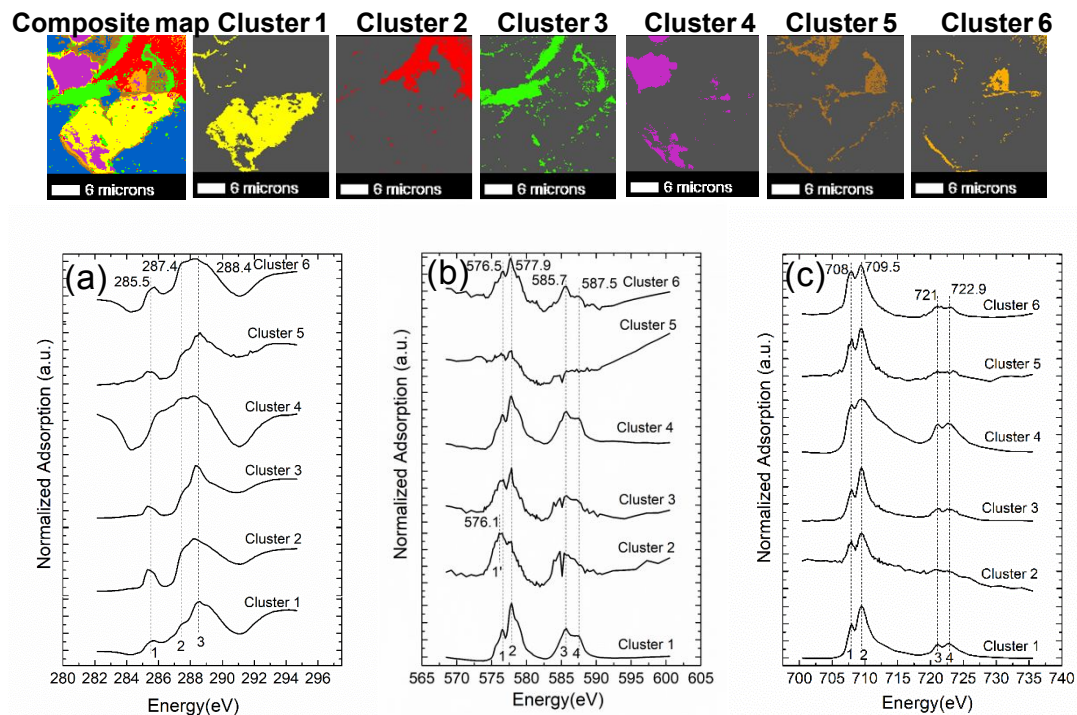 Composite map Cluster 1 Cluster 2 Cluster 3 Cluster 4 Cluster 5 Cluster 6
6 microns 6 microns 6 microns 6 microns 6 microns 6 microns 6 microns
(a)
285.5
287.4
288.4
Cluster 6
Cluster 5
Cluster 4
Cluster 3
Cluster 2
Cluster 1
1 2 3
Normalized Adsorption (a.u.)
280 282 284 286 288 290 292 294 296
Energy(eV)
(b)
576.5
577.9
585.7
587.5
Cluster 6
Cluster 5
Cluster 4
Cluster 3
576.1
Cluster 2
1'
Cluster 1
1 2 3 4
Normalized Adsorption (a.u.)
565 570 575 580 585 590 595 600 605
Energy(eV)
(c)
708
709.5
721
722.9
Cluster 6
Cluster 5
Cluster 4
Cluster 3
Cluster 2
Cluster 1
1 2 3 4
Normalized Adsorption (a.u.)
700 705 710 715 720 725 730 735 740
Energy(eV)